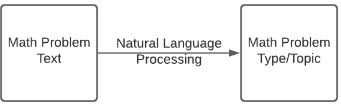 Math Problem
Text
Natural Language
Processing
Math Problem
Type/Topic